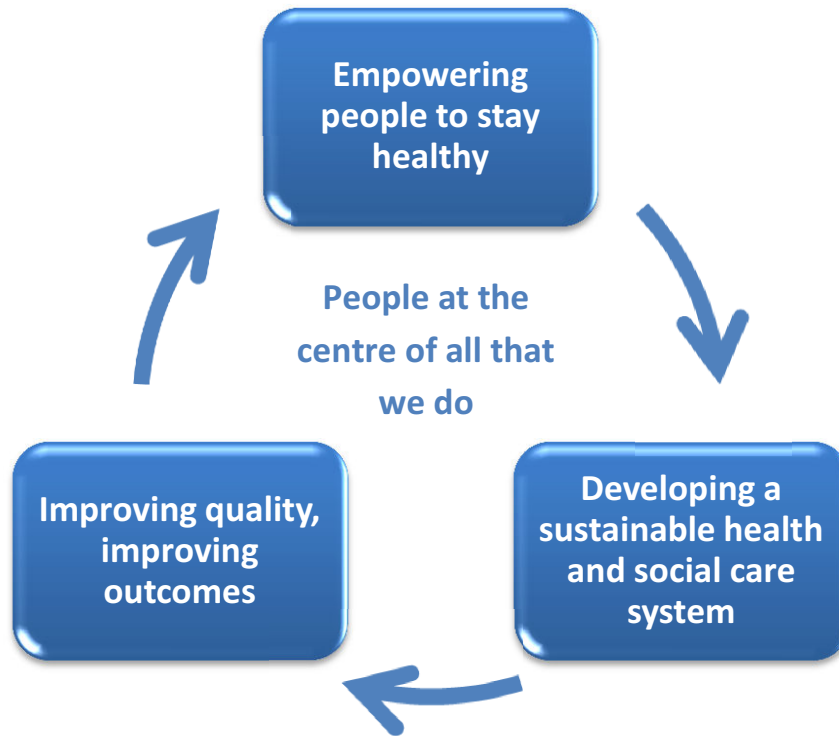 Empowering
people to stay
healthy
People at the
centre of all that
we do
Improving quality,
improving
outcomes
Developing a
sustainable health
and social care
system